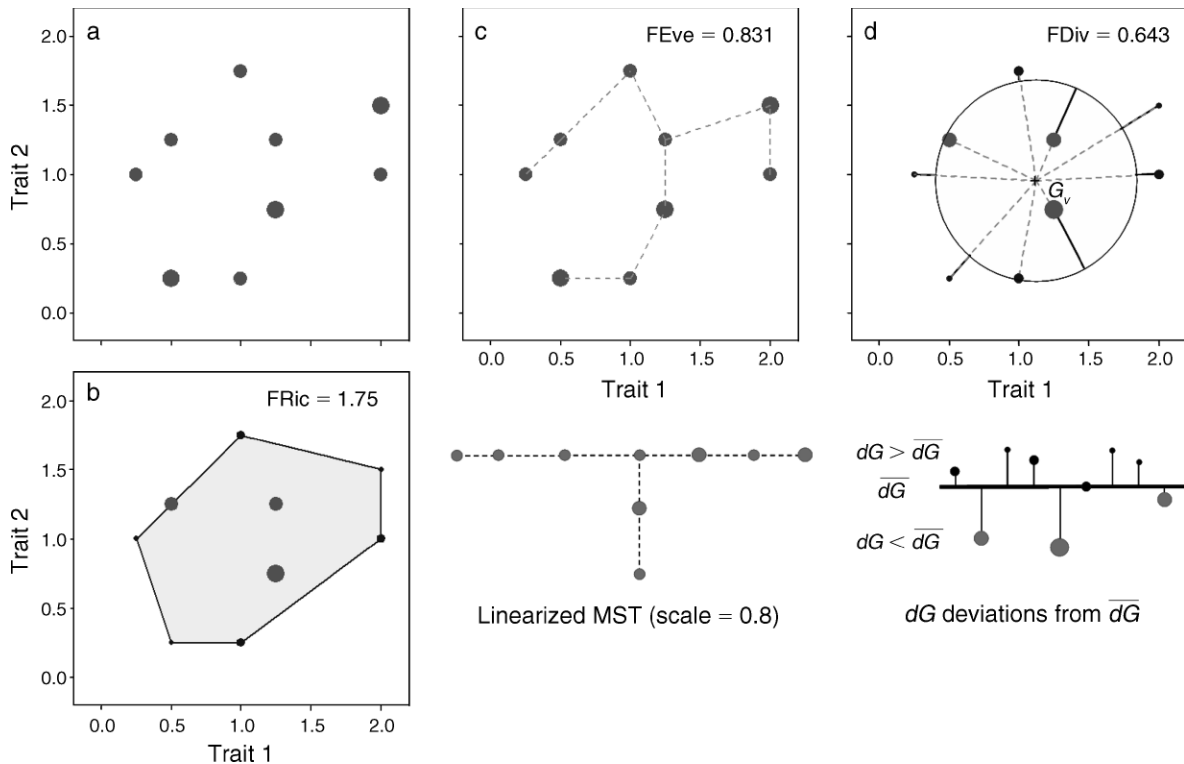 a
2.0
1.5
1.0
0.5
0.0
Trait 2
b
FRic = 1.75
2.0
1.5
1.0
0.5
0.0
Trait 2
0.0 0.5 1.0 1.5 2.0
Trait 1
c
FEve = 0.831
0.0 0.5 1.0 1.5 2.0
Trait 1
Linearized MST (scale = 0.8)
d
FDiv = 0.643
Gv
0.0 0.5 1.0 1.5 2.0
Trait 1
dG > dG
dG
dG < dG
dG deviations from dG